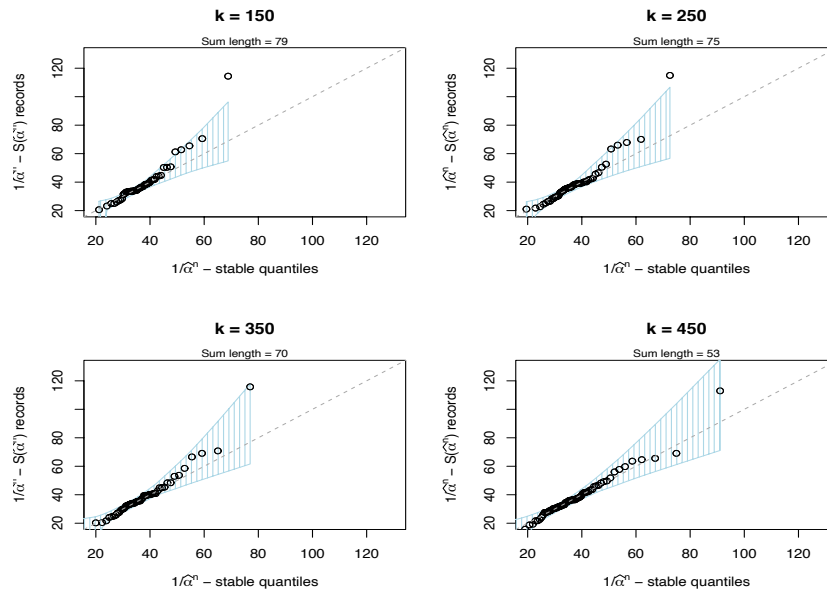 k = 150
Sum length = 79
1/α̂ⁿ − S(α̂ⁿ) records
20 40 60 80 120
20 40 60 80 100 120
1/α̂ⁿ − stable quantiles
k = 250
Sum length = 75
1/α̂ⁿ − S(α̂ⁿ) records
20 40 60 80 120
20 40 60 80 100 120
1/α̂ⁿ − stable quantiles
k = 350
Sum length = 70
1/α̂ⁿ − S(α̂ⁿ) records
20 40 60 80 120
20 40 60 80 100 120
1/α̂ⁿ − stable quantiles
k = 450
Sum length = 53
1/α̂ⁿ − S(α̂ⁿ) records
20 40 60 80 120
20 40 60 80 100 120
1/α̂ⁿ − stable quantiles